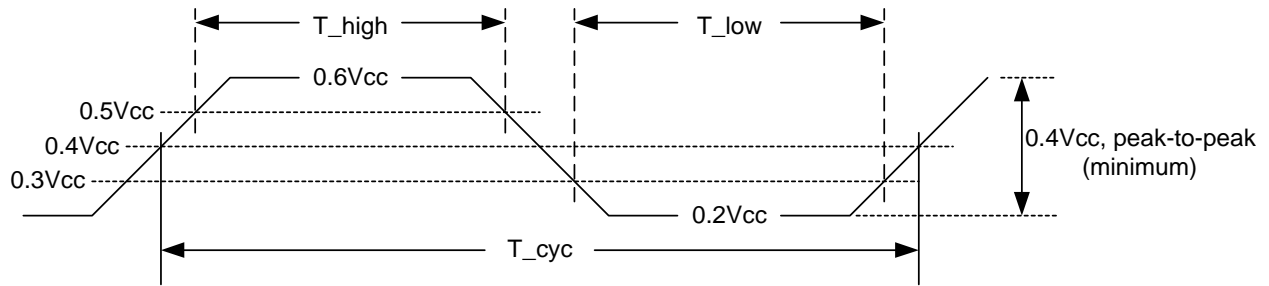 T_high
T_low
0.6Vcc
0.5Vcc
0.4Vcc
0.3Vcc
0.4Vcc, peak-to-peak
(minimum)
0.2Vcc
T_cyc